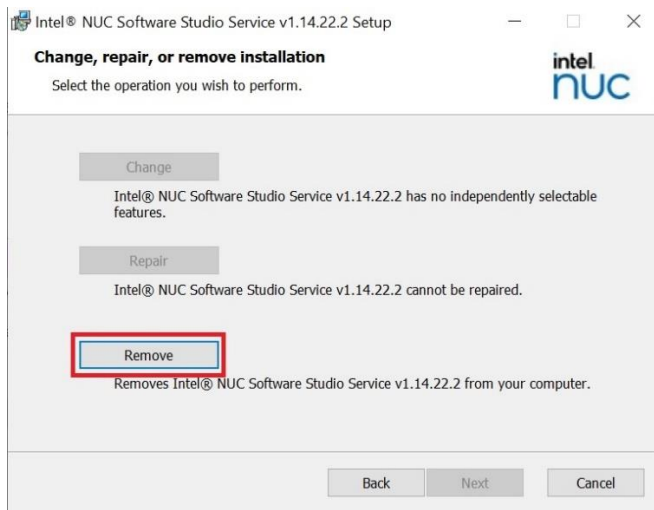 Intel® NUC Software Studio Service v1.14.22.2 Setup
Change, repair, or remove installation
Select the operation you wish to perform.
intel
nuc
Change
Intel® NUC Software Studio Service v1.14.22.2 has no independently selectable
features.
Repair
Intel® NUC Software Studio Service v1.14.22.2 cannot be repaired.
Remove
Removes Intel® NUC Software Studio Service v1.14.22.2 from your computer.
Back
Next
Cancel